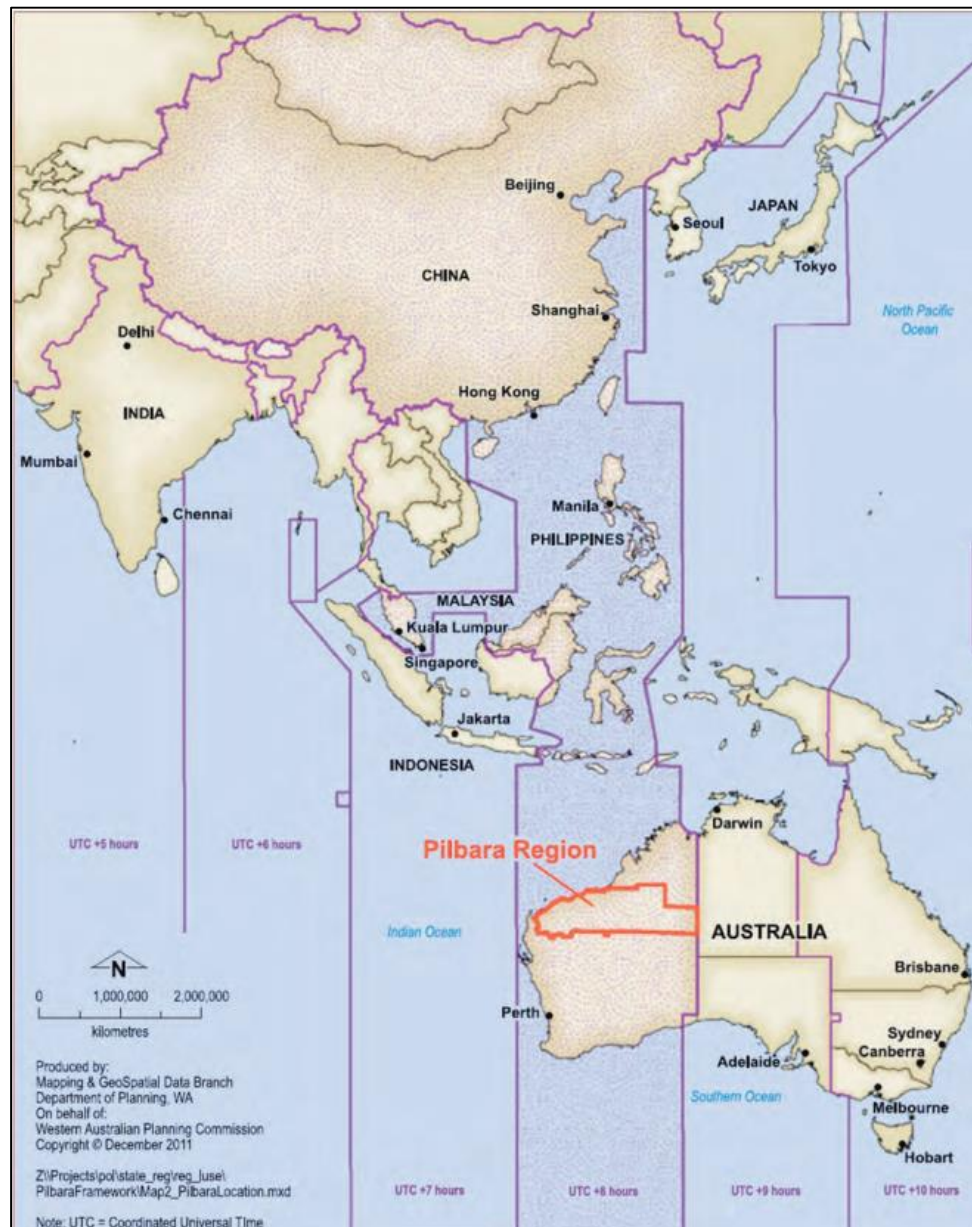 Beijing
Seoul
JAPAN
Tokyo
CHINA
Shanghai
North Pacific
Ocean
Delhi
Hong Kong
INDIA
Mumbai
Manila
Chennai
PHILIPPINES
MALAYSIA
Kuala Lumpur
Singapore
Jakarta
INDONESIA
Darwin
UTC +5 hours
UTC +6 hours
Pilbara Region
Indian Ocean
AUSTRALIA
N
Brisbane
0 1,000,000 2,000,000
kilometres
Perth
Sydney
Canberra
Adelaide
Southern Ocean
Melbourne
Hobart
Produced by:
Mapping & GeoSpatial Data Branch
Department of Planning, WA
On behalf of:
Western Australian Planning Commission
Copyright © December 2011
Z:\Projects\pol\state_reg\reg_luse\
PilbaraFramework\Map2_PilbaraLocation.mxd
UTC +7 hours
UTC +8 hours
UTC +9 hours
UTC +10 hours
Note: UTC = Coordinated Universal TIme